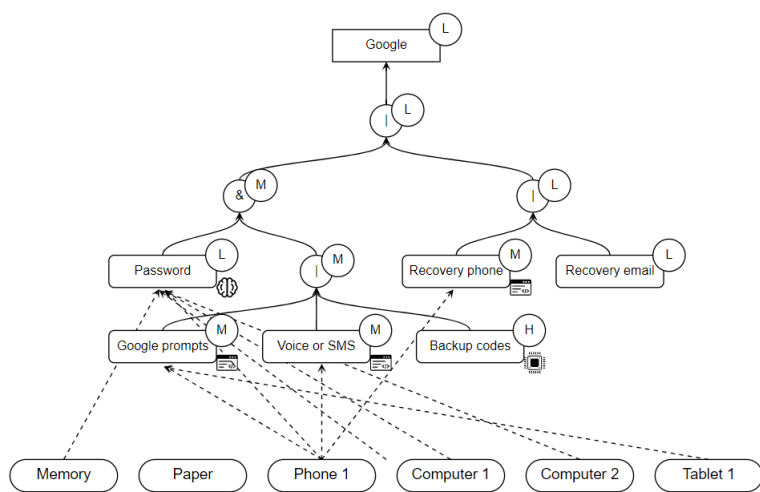 Google
L
|
L
&
M
|
L
Password
L
|
M
Recovery phone
M
Recovery email
L
Google prompts
M
Voice or SMS
M
Backup codes
H
Memory
Paper
Phone 1
Computer 1
Computer 2
Tablet 1